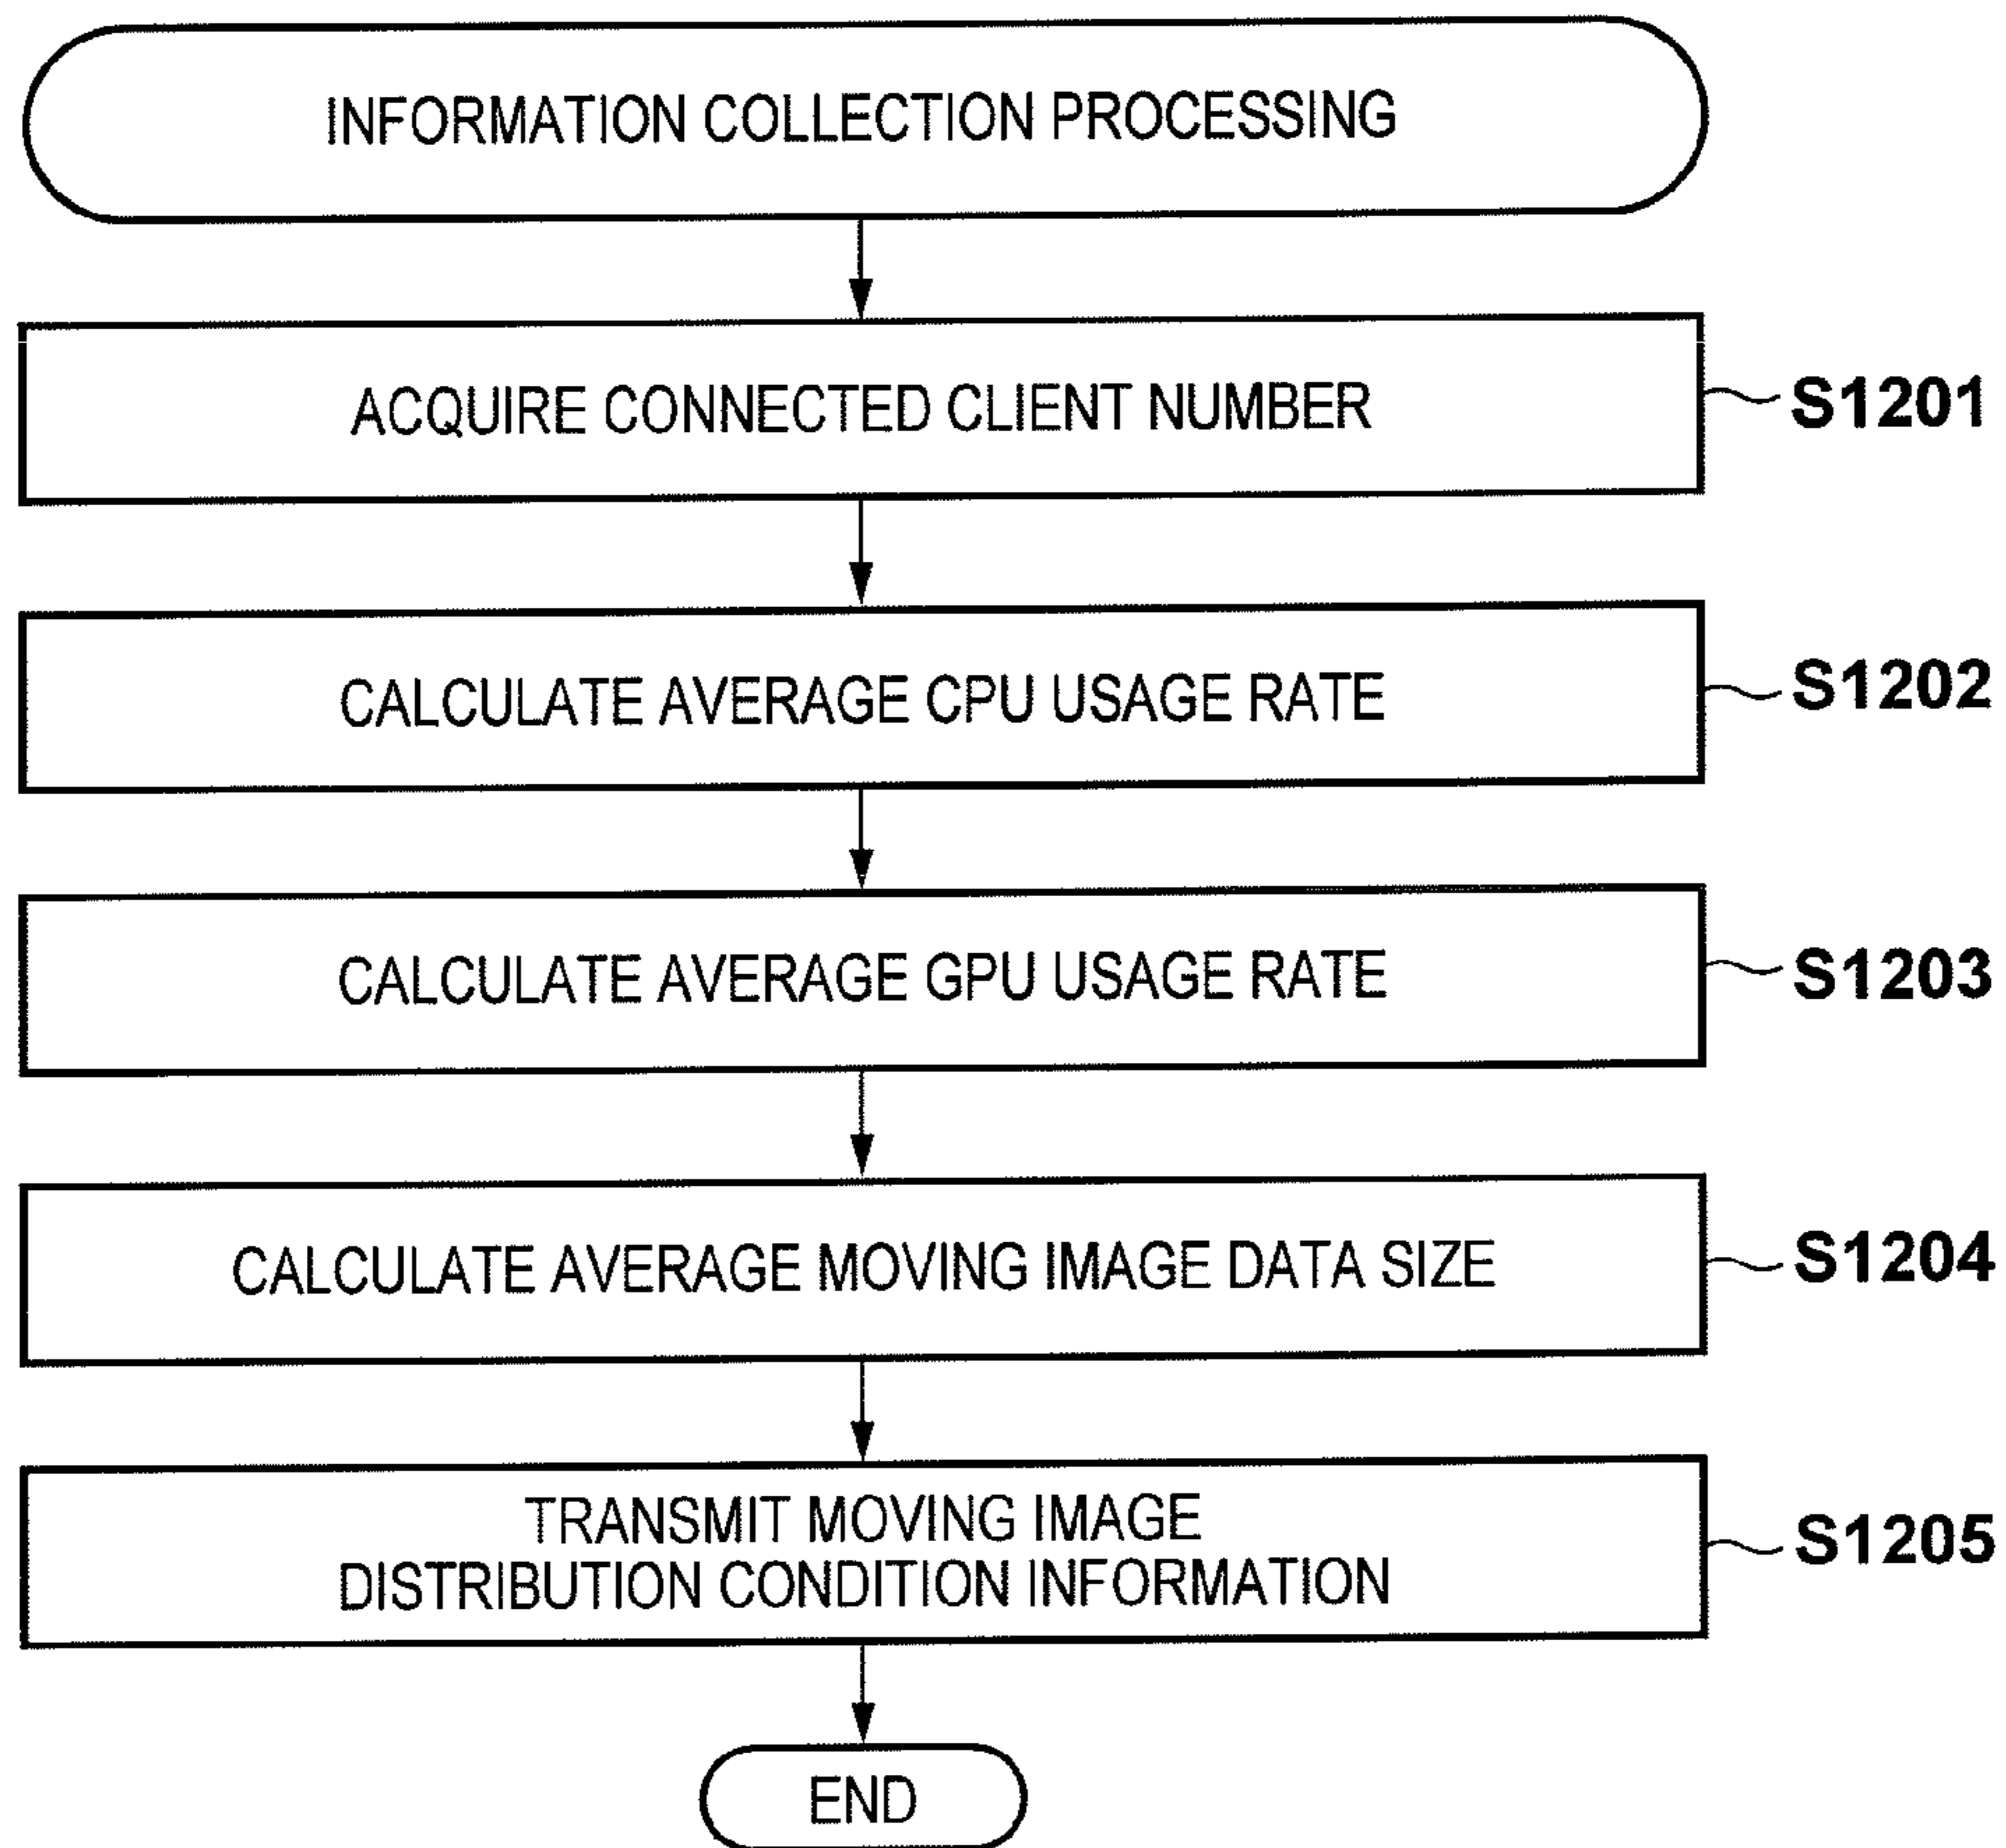 INFORMATION COLLECTION PROCESSING
ACQUIRE CONNECTED CLIENT NUMBER
S1201
CALCULATE AVERAGE CPU USAGE RATE
S1202
CALCULATE AVERAGE GPU USAGE RATE
S1203
CALCULATE AVERAGE MOVING IMAGE DATA SIZE
S1204
TRANSMIT MOVING IMAGE
DISTRIBUTION CONDITION INFORMATION
S1205
END